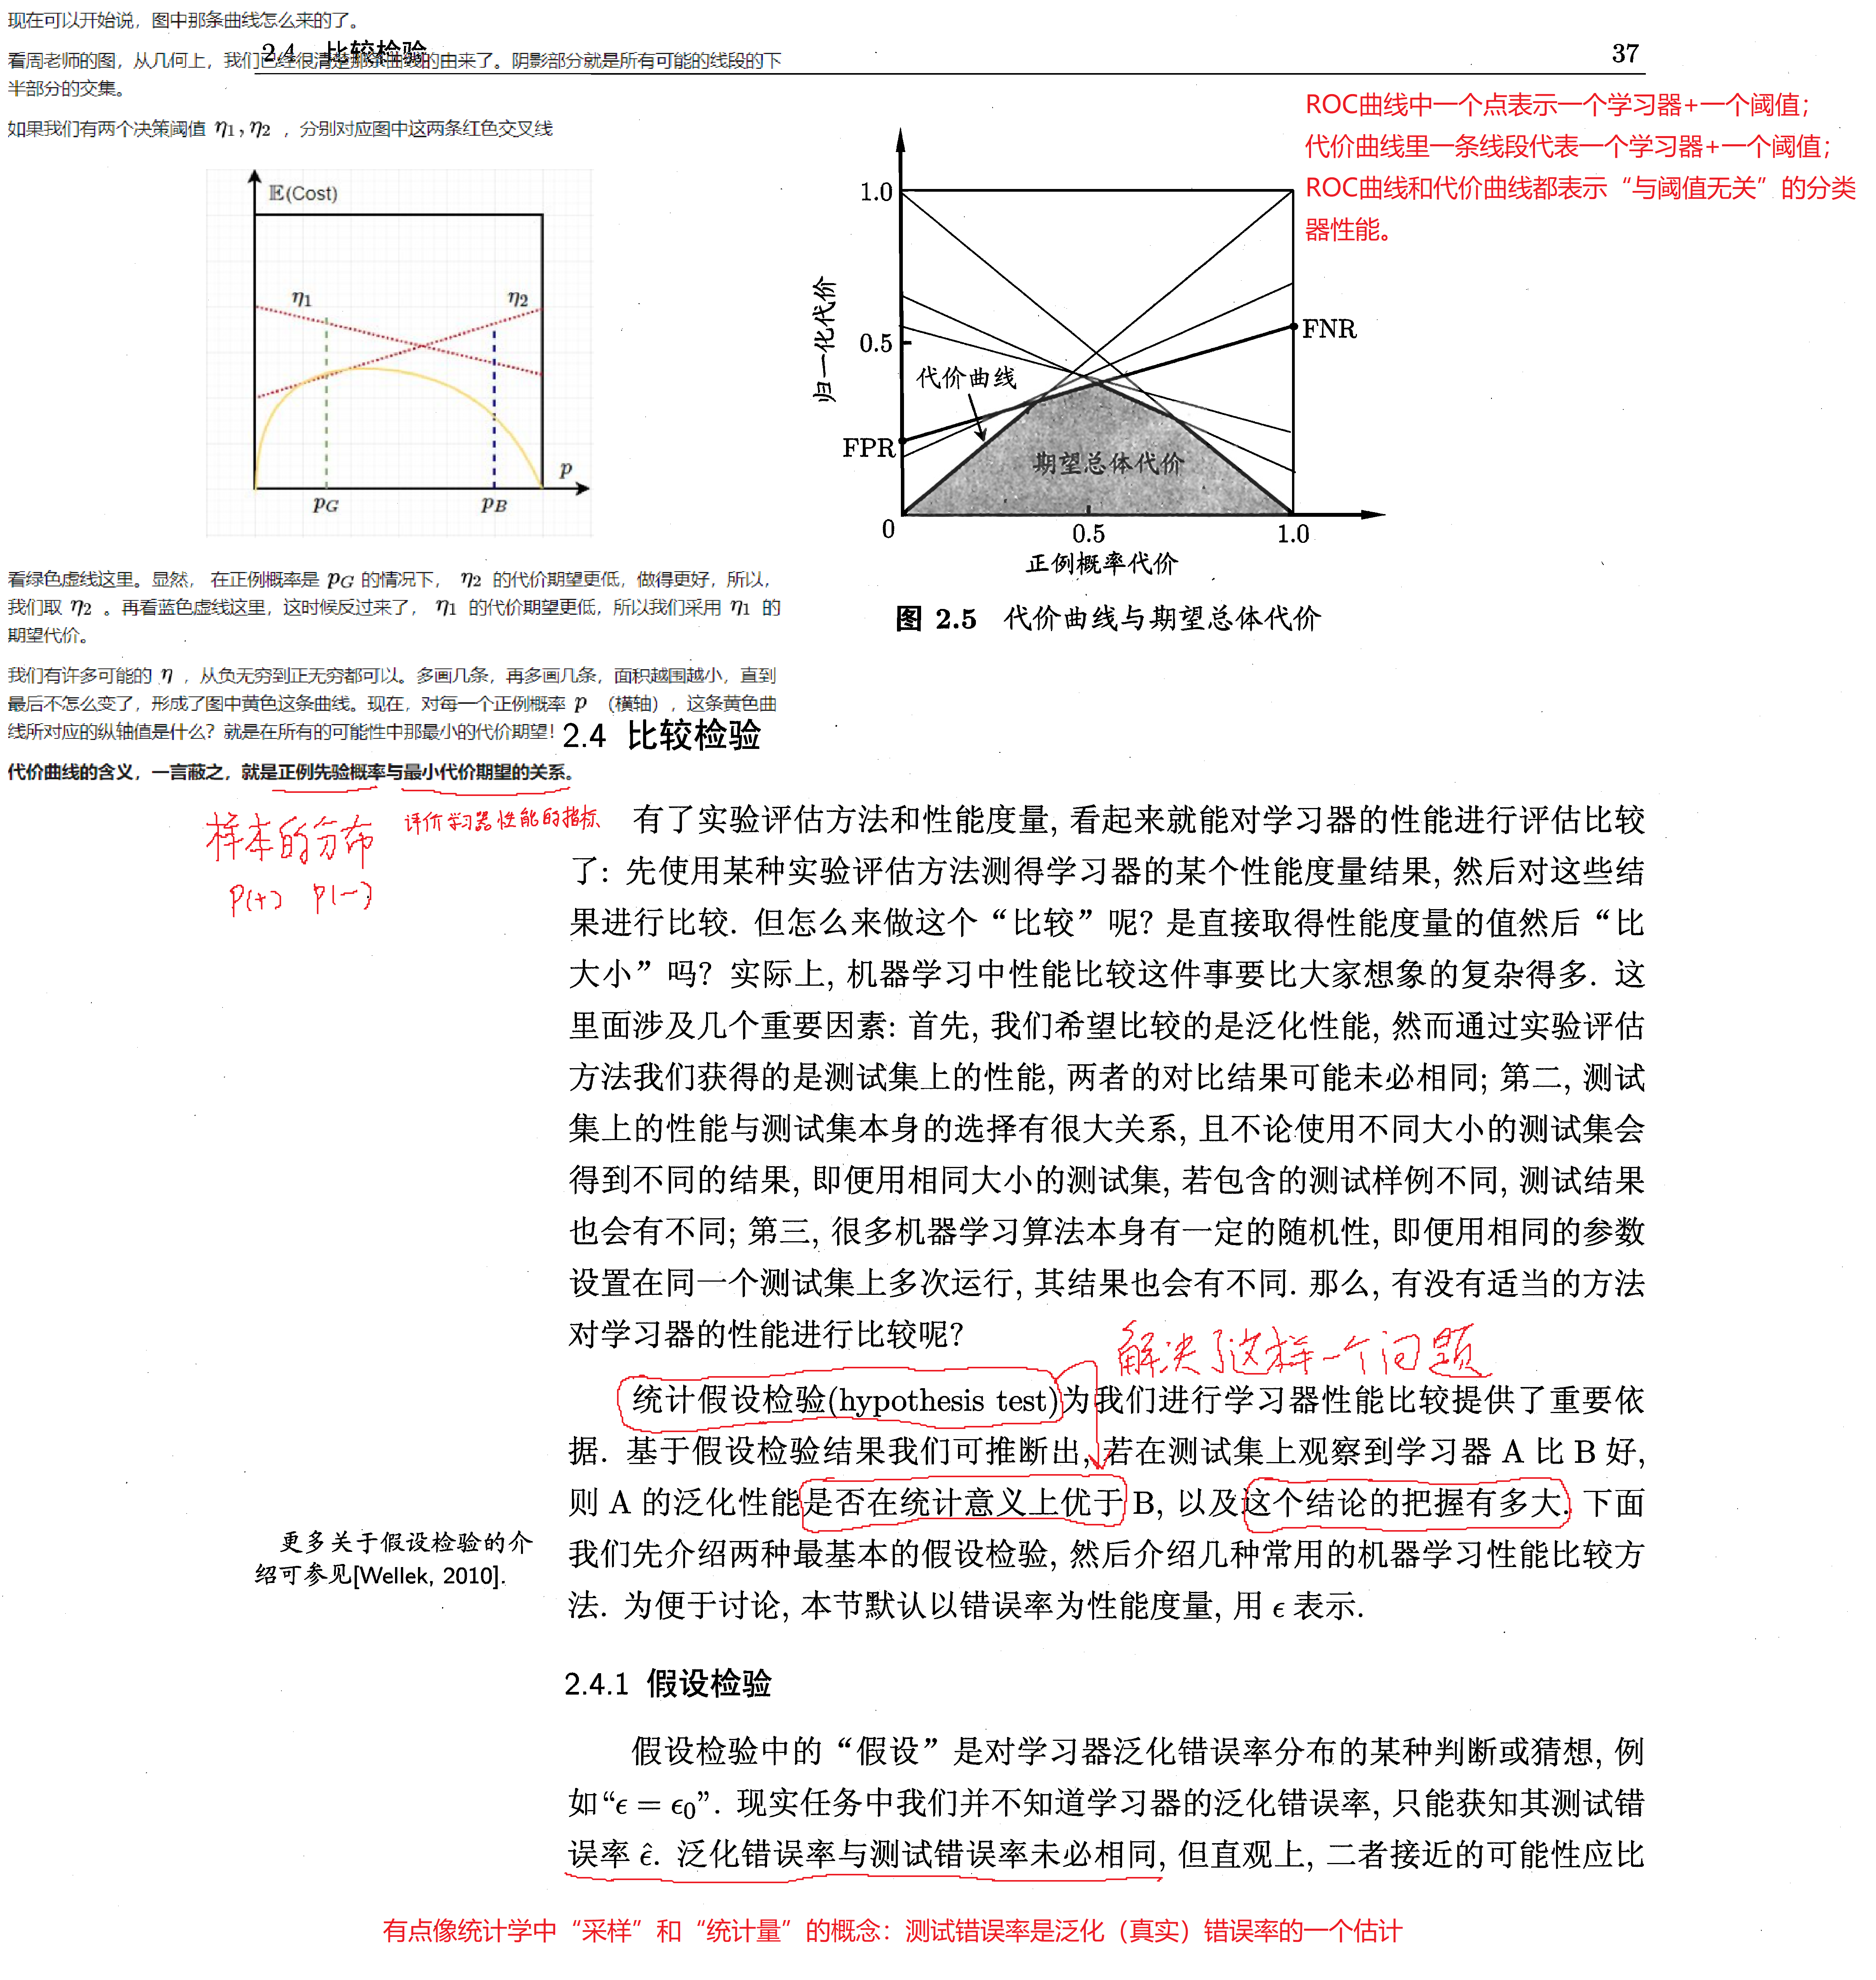 现在可以开始说，图中那条曲线怎么来的了。
2.4 比较检验
37
看周老师的图，从几何上，我们已经很清楚那条曲线的由来了。阴影部分就是所有可能的线段的下
半部分的交集。
如果我们有两个决策阈值 η1, η2 ，分别对应图中这两条红色交叉线
𝔼(Cost)
η1
η2
p
pG
pB
看绿色虚线这里。显然， 在正例概率是 pG 的情况下， η2 的代价期望更低，做得更好，所以，
我们取 η2 。再看蓝色虚线这里，这时候反过来了， η1 的代价期望更低，所以我们采用 η1 的
期望代价。
我们有许多可能的 η ，从负无穷到正无穷都可以。多画几条，再多画几条，面积越围越小，直到
最后不怎么变了，形成了图中黄色这条曲线。现在，对每一个正例概率 p （横轴），这条黄色曲
线所对应的纵轴值是什么？就是在所有的可能性中那最小的代价期望！
代价曲线的含义，一言蔽之，就是正例先验概率与最小代价期望的关系。
样本的分布
P(+) P(-)
评价学习器性能的指标
ROC曲线中一个点表示一个学习器+一个阈值；
代价曲线里一条线段代表一个学习器+一个阈值；
ROC曲线和代价曲线都表示“与阈值无关”的分类
器性能。
1.0
归一化代价
0.5
FNR
代价曲线
FPR
期望总体代价
0
0.5
1.0
正例概率代价
图 2.5 代价曲线与期望总体代价
2.4 比较检验
有了实验评估方法和性能度量, 看起来就能对学习器的性能进行评估比较
了: 先使用某种实验评估方法测得学习器的某个性能度量结果, 然后对这些结
果进行比较. 但怎么来做这个“比较”呢? 是直接取得性能度量的值然后“比
大小”吗? 实际上, 机器学习中性能比较这件事要比大家想象的复杂得多. 这
里面涉及几个重要因素: 首先, 我们希望比较的是泛化性能, 然而通过实验评估
方法我们获得的是测试集上的性能, 两者的对比结果可能未必相同; 第二, 测试
集上的性能与测试集本身的选择有很大关系, 且不论使用不同大小的测试集会
得到不同的结果, 即便用相同大小的测试集, 若包含的测试样例不同, 测试结果
也会有不同; 第三, 很多机器学习算法本身有一定的随机性, 即便用相同的参数
设置在同一个测试集上多次运行, 其结果也会有不同. 那么, 有没有适当的方法
对学习器的性能进行比较呢?
解决了这样一个问题
统计假设检验(hypothesis test)为我们进行学习器性能比较提供了重要依
据. 基于假设检验结果我们可推断出, 若在测试集上观察到学习器 A 比 B 好,
则 A 的泛化性能是否在统计意义上优于 B, 以及这个结论的把握有多大. 下面
我们先介绍两种最基本的假设检验, 然后介绍几种常用的机器学习性能比较方
法. 为便于讨论, 本节默认以错误率为性能度量, 用 ϵ 表示.
更多关于假设检验的介
绍可参见[Wellek, 2010].
2.4.1 假设检验
假设检验中的“假设”是对学习器泛化错误率分布的某种判断或猜想, 例
如“ϵ = ϵ0”. 现实任务中我们并不知道学习器的泛化错误率, 只能获知其测试错
误率 ϵ̂. 泛化错误率与测试错误率未必相同, 但直观上, 二者接近的可能性应比
有点像统计学中“采样”和“统计量”的概念：测试错误率是泛化（真实）错误率的一个估计